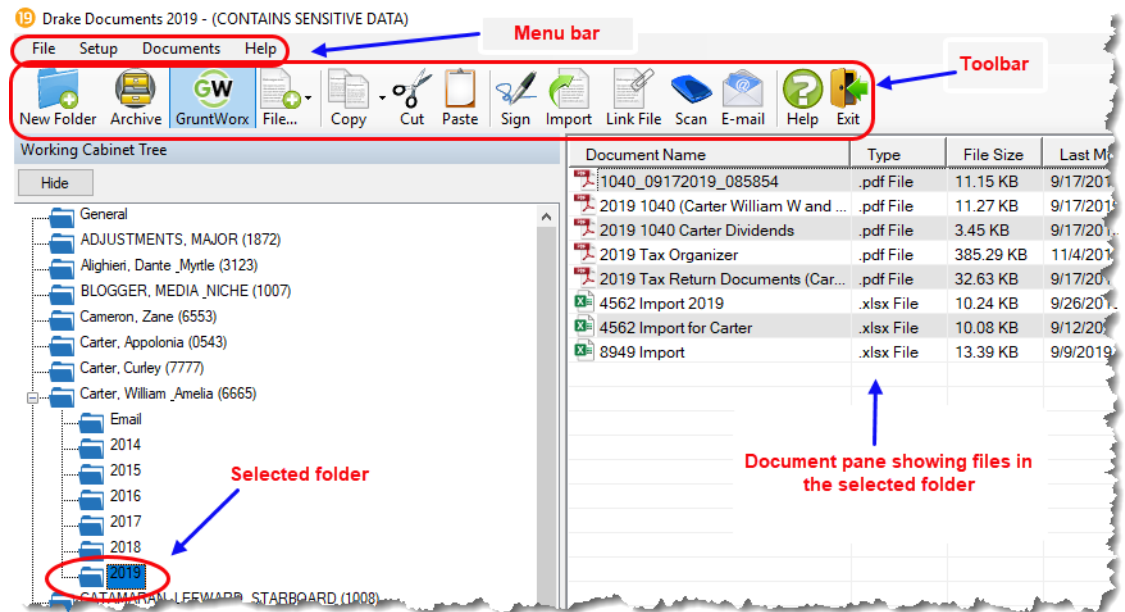 19 Drake Documents 2019 - (CONTAINS SENSITIVE DATA)
Menu bar
File Setup Documents Help
Toolbar
GW
New Folder Archive GruntWorx File... Copy Cut Paste Sign Import Link File Scan E-mail Help Exit
Working Cabinet Tree
Hide
General
ADJUSTMENTS, MAJOR (1872)
Alighieri, Dante _Myrtle (3123)
BLOGGER, MEDIA _NICHE (1007)
Cameron, Zane (6553)
Carter, Appolonia (0543)
Carter, Curley (7777)
Carter, William _Amelia (6665)
Email
2014
2015
2016
2017
2018
2019
CATAMARAN, LEEWARD_STARBOARD (1008)
Selected folder
Document Name Type File Size Last
1040_09172019_085854 .pdf File 11.15 KB 9/17/201
2019 1040 (Carter William W and ... .pdf File 11.27 KB 9/17/201
2019 1040 Carter Dividends .pdf File 3.45 KB 9/17/201
2019 Tax Organizer .pdf File 385.29 KB 11/4/201
2019 Tax Return Documents (Car... .pdf File 32.63 KB 9/17/20
4562 Import 2019 .xlsx File 10.24 KB 9/26/20
4562 Import for Carter .xlsx File 10.08 KB 9/12/20
8949 Import .xlsx File 13.39 KB 9/9/2019
Document pane showing files in
the selected folder